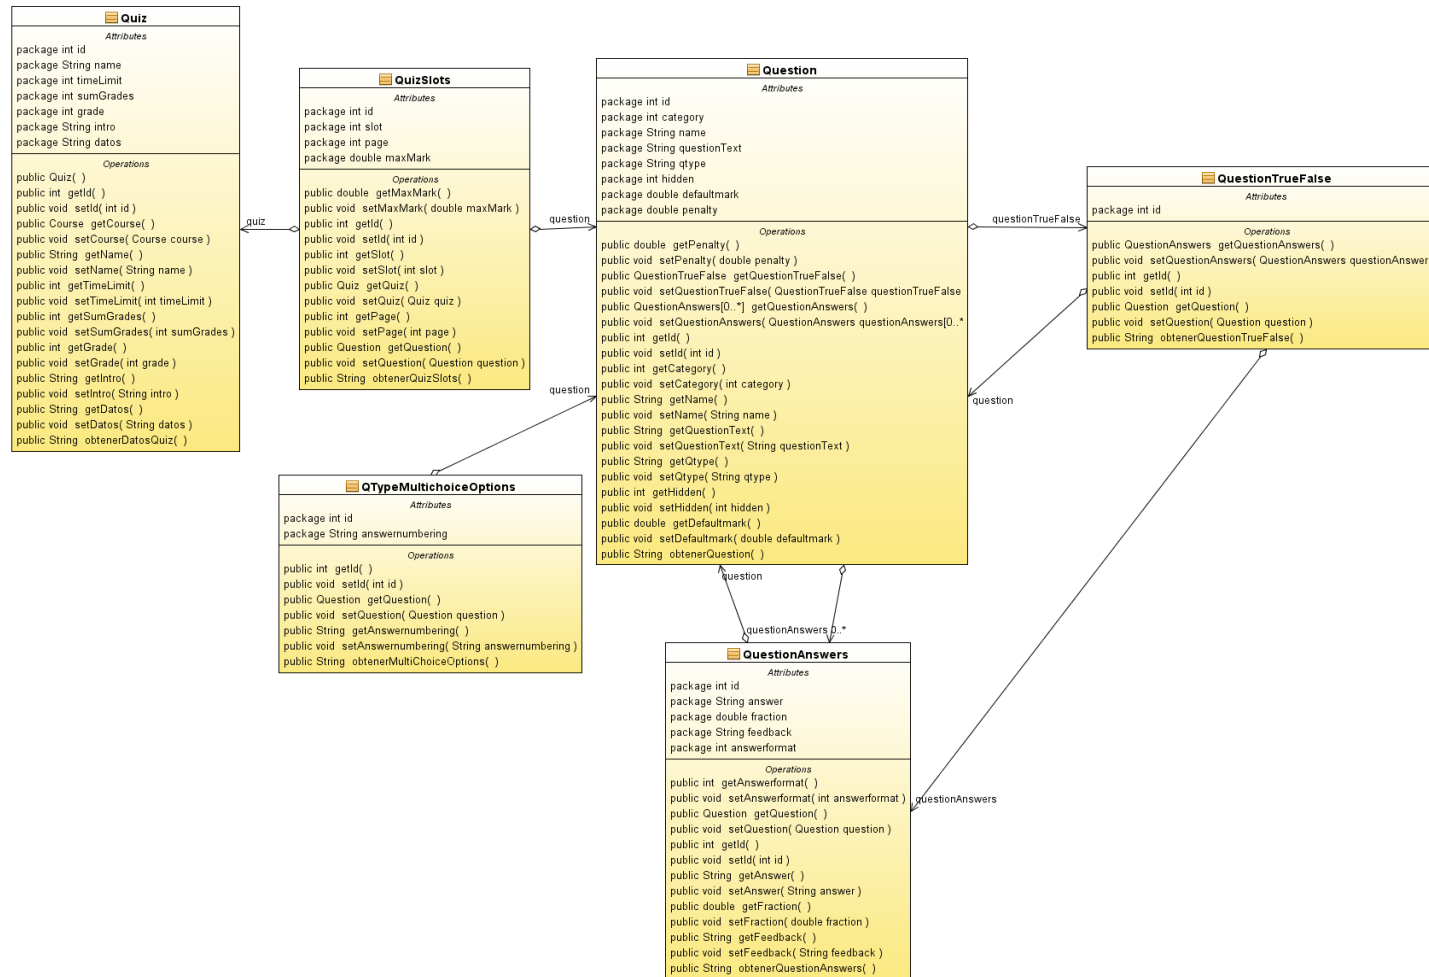 Quiz
Attributes
package int id
package String name
package int timeLimit
package int sumGrades
package int grade
package String intro
package String datos
Operations
public Quiz( )
public int getId( )
public void setId( int id )
public Course getCourse( )
public void setCourse( Course course )
public String getName( )
public void setName( String name )
public int getTimeLimit( )
public void setTimeLimit( int timeLimit )
public int getSumGrades( )
public void setSumGrades( int sumGrades )
public int getGrade( )
public void setGrade( int grade )
public String getIntro( )
public void setIntro( String intro )
public String getDatos( )
public void setDatos( String datos )
public String obtenerDatosQuiz( )
quiz
QuizSlots
Attributes
package int id
package int slot
package int page
package double maxMark
Operations
public double getMaxMark( )
public void setMaxMark( double maxMark )
public int getId( )
public void setId( int id )
public int getSlot( )
public void setSlot( int slot )
public Quiz getQuiz( )
public void setQuiz( Quiz quiz )
public int getPage( )
public void setPage( int page )
public Question getQuestion( )
public void setQuestion( Question question )
public String obtenerQuizSlots( )
question
question
QTypeMultichoiceOptions
Attributes
package int id
package String answernumbering
Operations
public int getId( )
public void setId( int id )
public Question getQuestion( )
public void setQuestion( Question question )
public String getAnswernumbering( )
public void setAnswernumbering( String answernumbering )
public String obtenerMultiChoiceOptions( )
Question
Attributes
package int id
package int category
package String name
package String questionText
package String qtype
package int hidden
package double defaultmark
package double penalty
Operations
public double getPenalty( )
public void setPenalty( double penalty )
public QuestionTrueFalse getQuestionTrueFalse( )
public void setQuestionTrueFalse( QuestionTrueFalse questionTrueFalse
public QuestionAnswers[0..*] getQuestionAnswers( )
public void setQuestionAnswers( QuestionAnswers questionAnswers[0..*
public int getId( )
public void setId( int id )
public int getCategory( )
public void setCategory( int category )
public String getName( )
public void setName( String name )
public String getQuestionText( )
public void setQuestionText( String questionText )
public String getQtype( )
public void setQtype( String qtype )
public int getHidden( )
public void setHidden( int hidden )
public double getDefaultmark( )
public void setDefaultmark( double defaultmark )
public String obtenerQuestion( )
questionTrueFalse
question
QuestionTrueFalse
Attributes
package int id
Operations
public QuestionAnswers getQuestionAnswers( )
public void setQuestionAnswers( QuestionAnswers questionAnswer
public int getId( )
public void setId( int id )
public Question getQuestion( )
public void setQuestion( Question question )
public String obtenerQuestionTrueFalse( )
question
questionAnswers 0..*
QuestionAnswers
Attributes
package int id
package String answer
package double fraction
package String feedback
package int answerformat
Operations
public int getAnswerformat( )
public void setAnswerformat( int answerformat )
public Question getQuestion( )
public void setQuestion( Question question )
public int getId( )
public void setId( int id )
public String getAnswer( )
public void setAnswer( String answer )
public double getFraction( )
public void setFraction( double fraction )
public String getFeedback( )
public void setFeedback( String feedback )
public String obtenerQuestionAnswers( )
questionAnswers